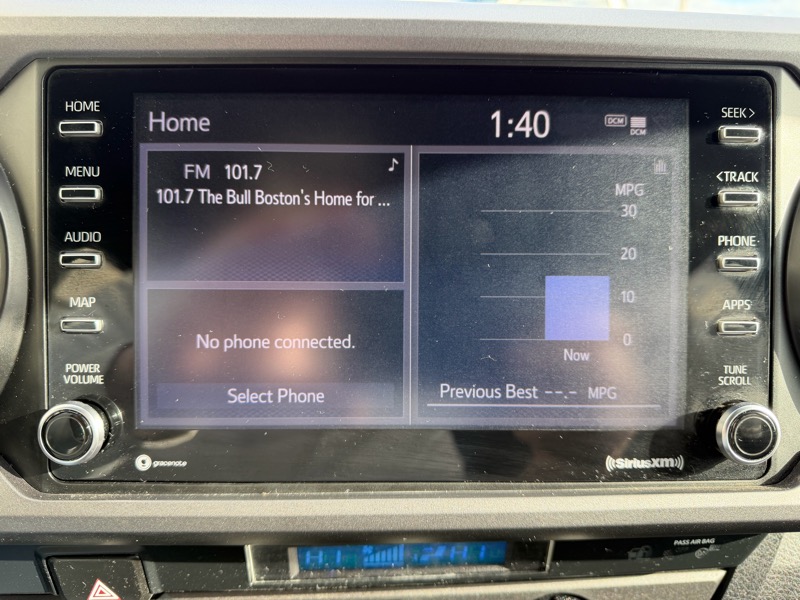 HOME
MENU
AUDIO
MAP
POWER
VOLUME
Home
1:40
DCM
DCM
FM 101.7
101.7 The Bull Boston's Home for ...
No phone connected.
Select Phone
MPG
30
20
10
0
Now
Previous Best --.- MPG
SEEK >
< TRACK
PHONE
APPS
TUNE
SCROLL
gracenote
((SiriusXM))
PASS AIR BAG
HI